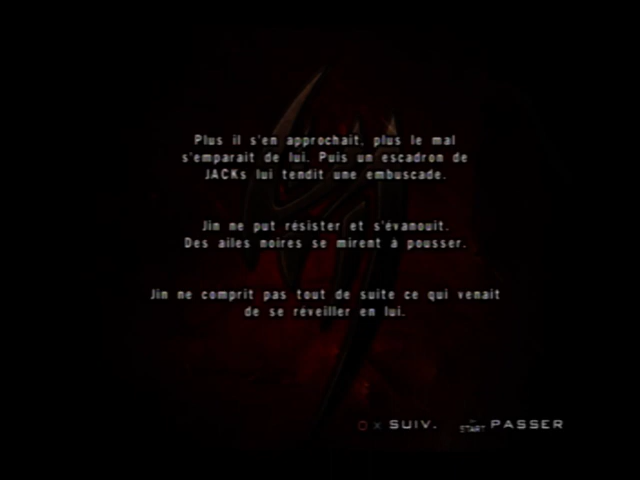 Plus il s'en approchait, plus le mal
s'emparait de lui. Puis un escadron de
JACKs lui tendit une embuscade.
Jin ne put résister et s'évanouit.
Des ailes noires se mirent à pousser.
Jin ne comprit pas tout de suite ce qui venait
de se réveiller en lui.
X SUIV. START PASSER